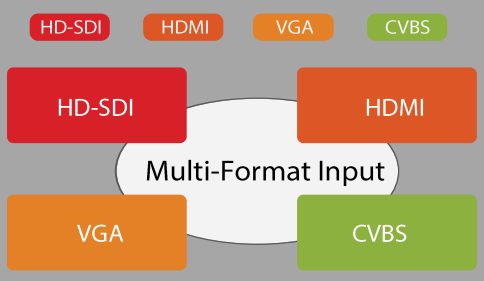 HD-SDI HDMI VGA CVBS
HD-SDI HDMI
Multi-Format Input
VGA CVBS